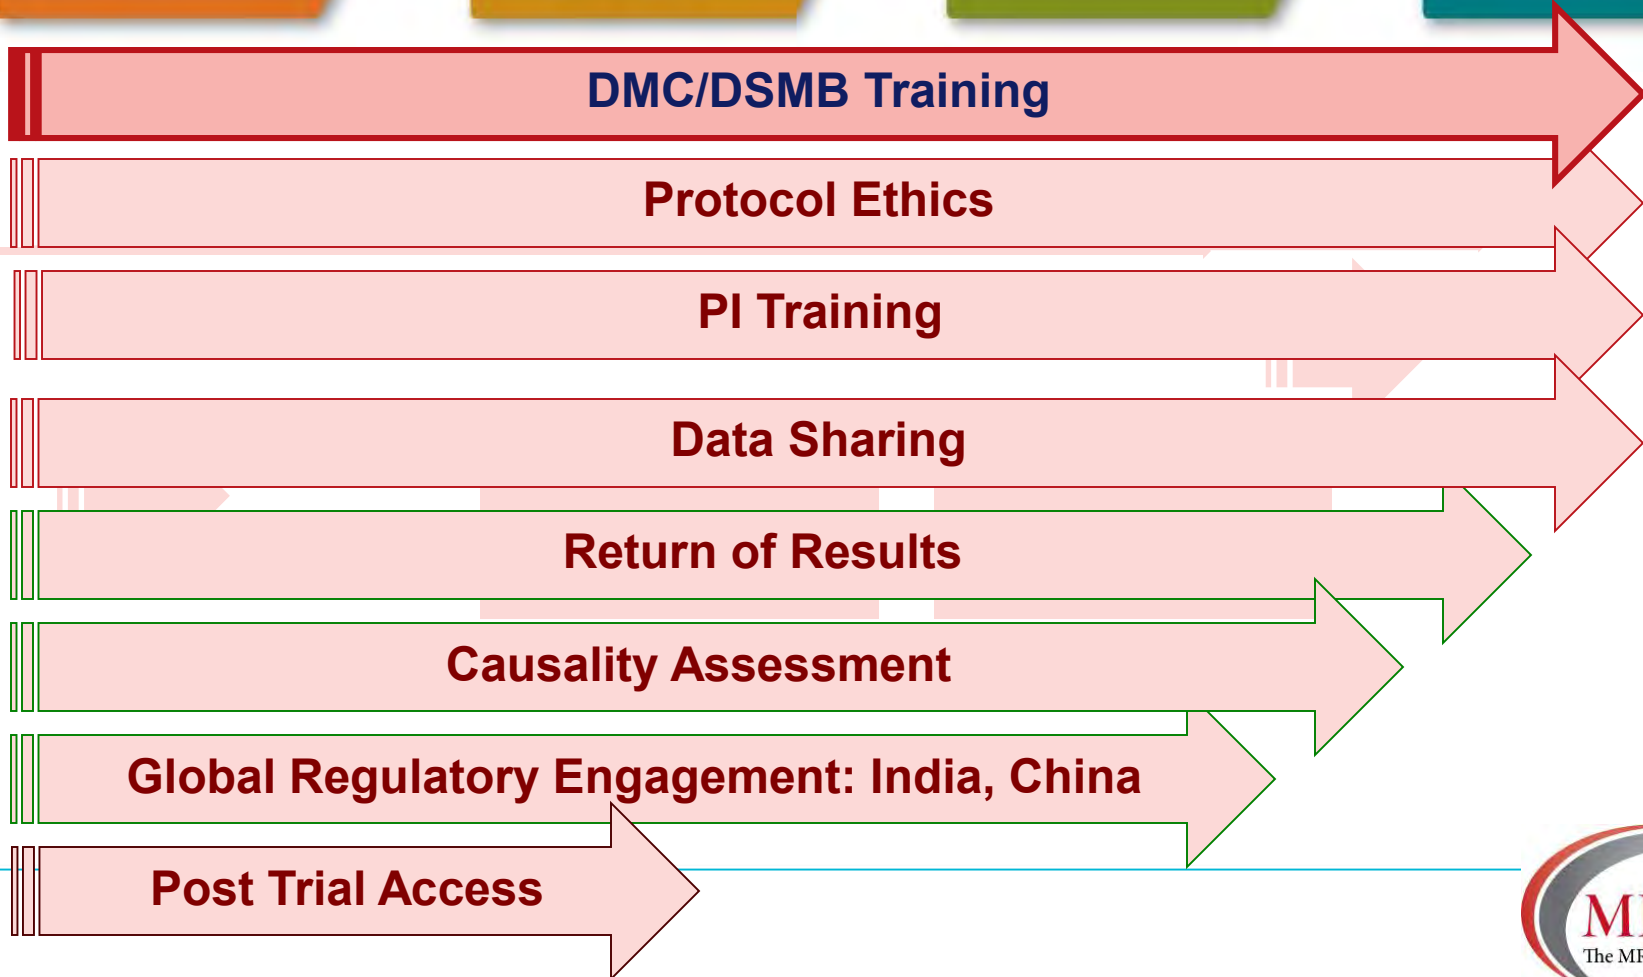 DMC/DSMB Training
Protocol Ethics
PI Training
Data Sharing
Return of Results
Causality Assessment
Global Regulatory Engagement: India, China
Post Trial Access
The